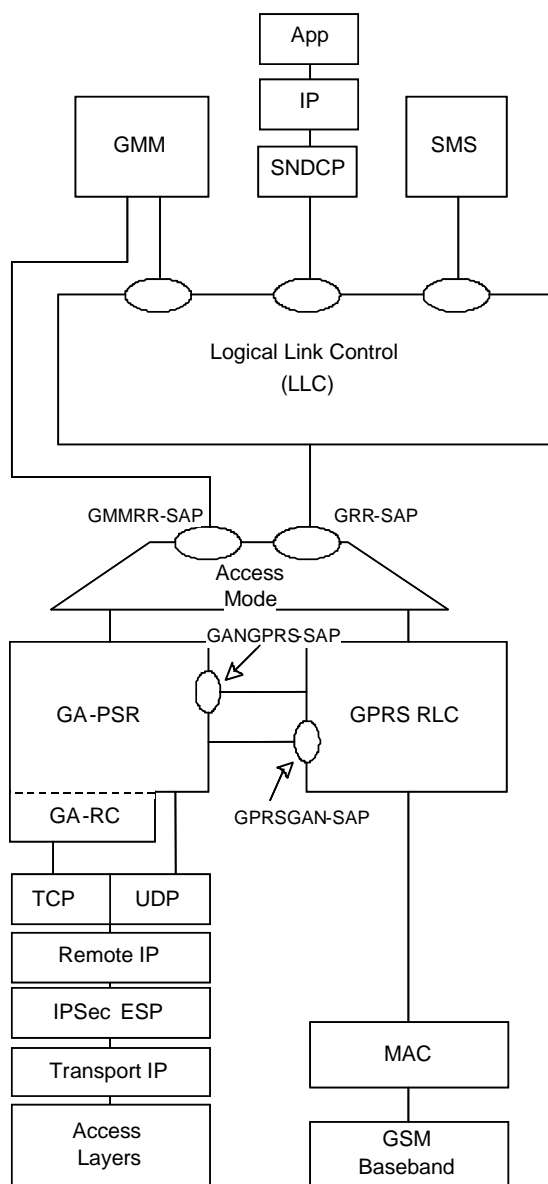 App
IP
GMM
SNDCP
SMS
Logical Link Control
(LLC)
GMMRR-SAP
GRR-SAP
Access
Mode
GANGPRS-SAP
GA-PSR
GPRS RLC
GA-RC
GPRSGAN-SAP
TCP
UDP
Remote IP
IPSec ESP
Transport IP
Access
Layers
MAC
GSM
Baseband